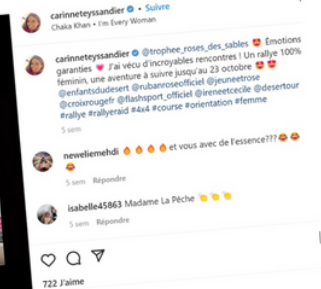 carinneteyssandier • Suivre
Chaka Khan • I'm Every Woman
carinneteyssandier @trophee_roses_des_sables 😍 Émotions
garanties 💗 J'ai vécu d'incroyables rencontres ! Un rallye 100%
féminin, une aventure à suivre jusqu'au 23 octobre 😍 😍
@enfantsdudesert @rubanroseofficiel @jeuneetrose
@croixrougefr @flashsport_officiel @ireneetcecile @desertour
#rallye #rallyeraid #4x4 #course #orientation #femme
5 sem
neweliemehdi 🔥 🔥 🔥 🔥 et vous avec de l'essence???😂😂
😂
5 sem Répondre
isabelle45863 Madame La Pêche 👏 👏 👏
5 sem Répondre
722 J'aime